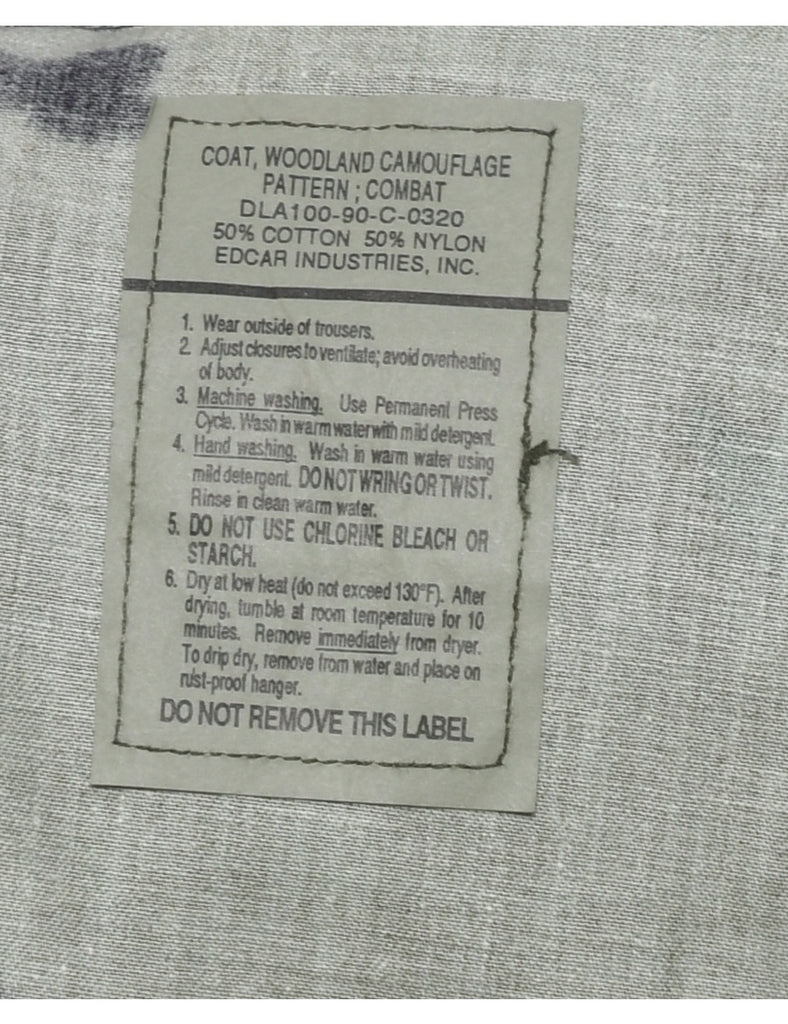 COAT, WOODLAND CAMOUFLAGE
PATTERN ; COMBAT
DLA100-90-C-0320
50% COTTON 50% NYLON
EDCAR INDUSTRIES, INC.
1. Wear outside of trousers.
2 Adjust closures to ventilate; avoid overheating
of body.
3. Machine washing. Use Permanent Press
Cycle. Wash in warm water with mild detergent.
4. Hand washing. Wash in warm water using
mild detergent. DO NOT WRING OR TWIST.
Rinse in clean warm water.
5. DO NOT USE CHLORINE BLEACH OR
STARCH.
6. Dry at low heat (do not exceed 130°F). After
drying, tumble at room temperature for 10
minutes. Remove immediately from dryer.
To drip dry, remove from water and place on
rust-proof hanger.
DO NOT REMOVE THIS LABEL